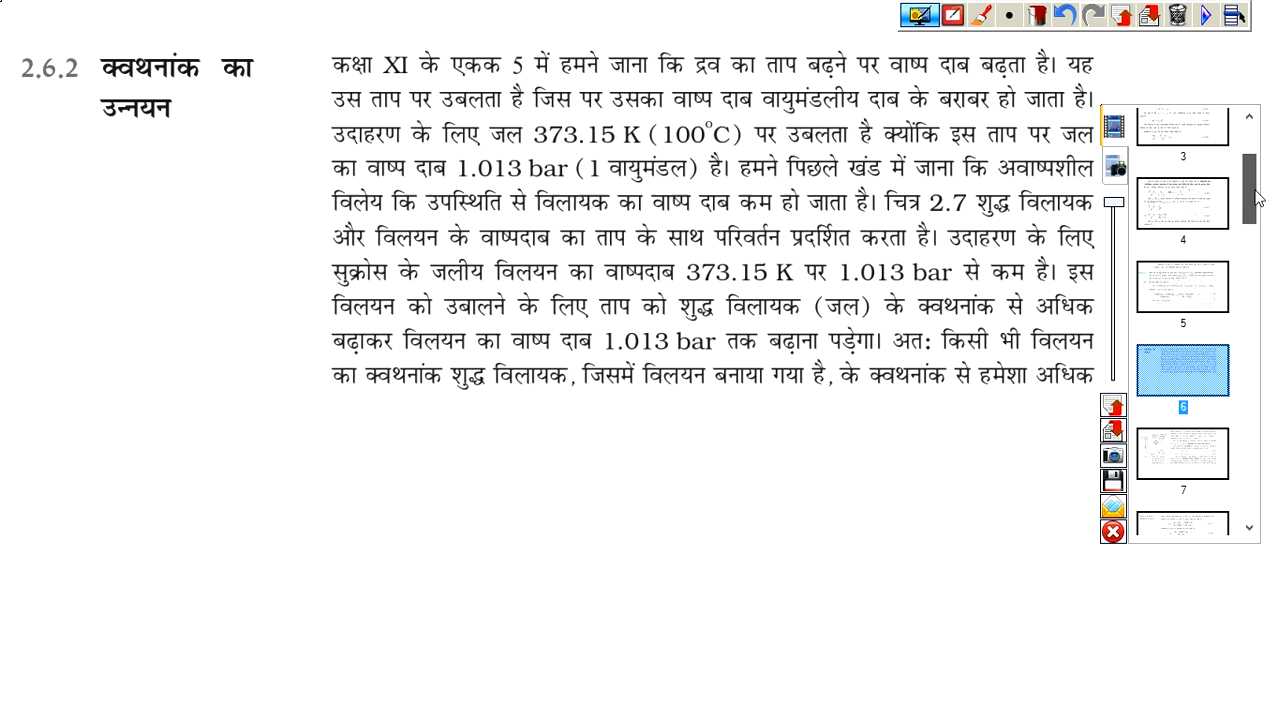 2.6.2 क्वथनांक का
उन्नयन
कक्षा XI के एकक 5 में हमने जाना कि द्रव का ताप बढ़ने पर वाष्प दाब बढ़ता है। यह
उस ताप पर उबलता है जिस पर उसका वाष्प दाब वायुमंडलीय दाब के बराबर हो जाता है।
उदाहरण के लिए जल 373.15 K (100°C) पर उबलता है क्योंकि इस ताप पर जल
का वाष्प दाब 1.013 bar (1 वायुमंडल) है। हमने पिछले खंड में जाना कि अवाष्पशील
विलेय कि उपस्थिति से विलायक का वाष्प दाब कम हो जाता है। चित्र 2.7 शुद्ध विलायक
और विलयन के वाष्पदाब का ताप के साथ परिवर्तन प्रदर्शित करता है। उदाहरण के लिए
सुक्रोस के जलीय विलयन का वाष्पदाब 373.15 K पर 1.013 bar से कम है। इस
विलयन को उबालने के लिए ताप को शुद्ध विलायक (जल) के क्वथनांक से अधिक
बढ़ाकर विलयन का वाष्प दाब 1.013 bar तक बढ़ाना पड़ेगा। अत: किसी भी विलयन
का क्वथनांक शुद्ध विलायक, जिसमें विलयन बनाया गया है, के क्वथनांक से हमेशा अधिक
3
4
5
6
7